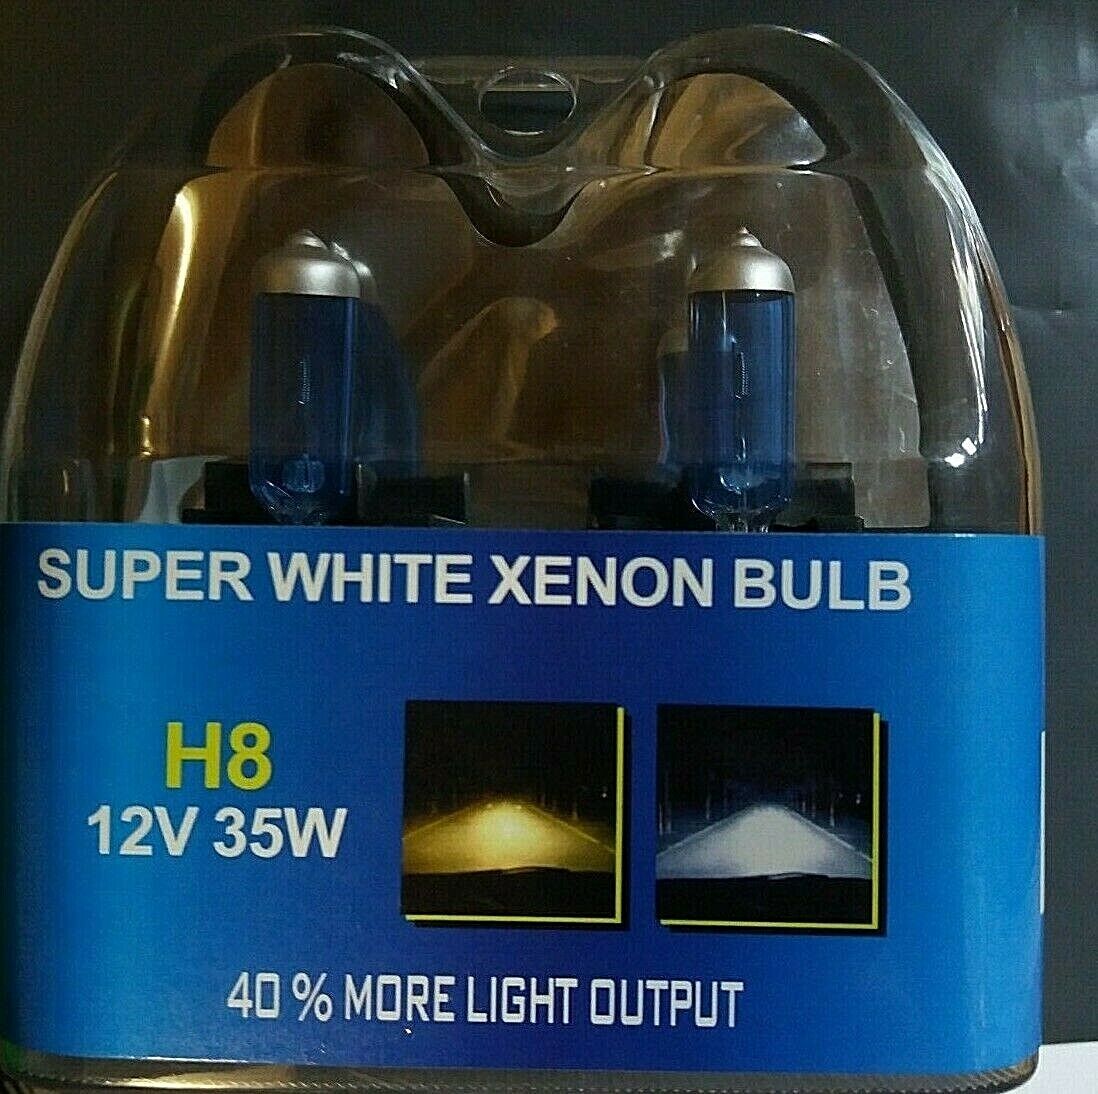 SUPER WHITE XENON BULB
H8
12V 35W
40 % MORE LIGHT OUTPUT